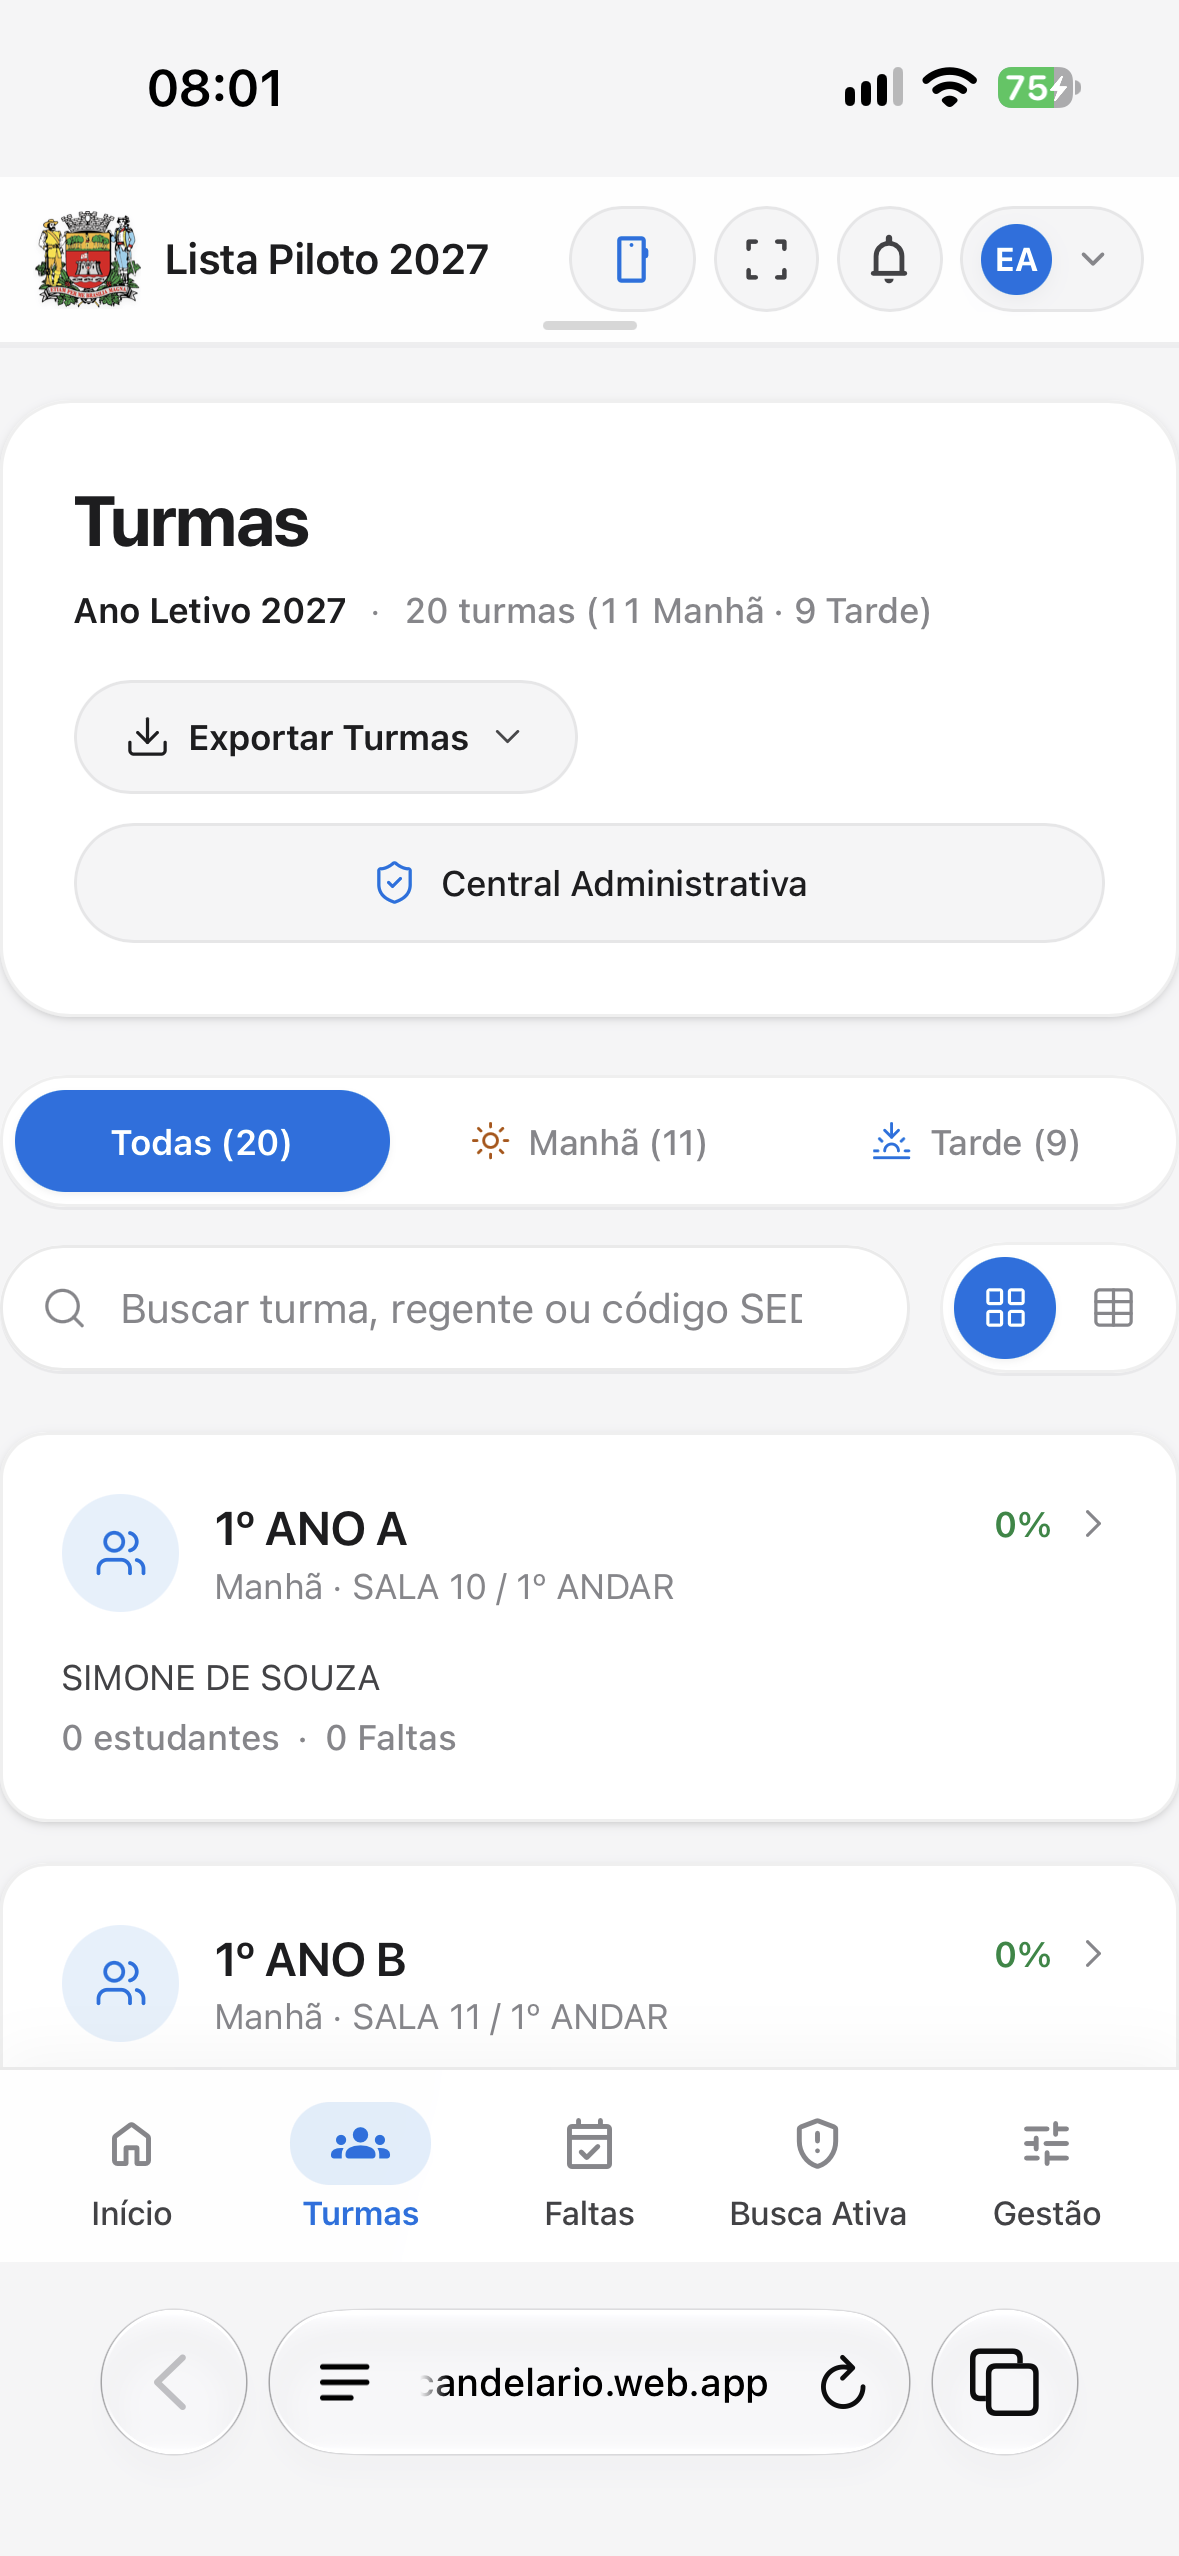 08:01
75
Lista Piloto 2027
EA
Turmas
Ano Letivo 2027 · 20 turmas (11 Manhã · 9 Tarde)
Exportar Turmas
Central Administrativa
Todas (20)
Manhã (11)
Tarde (9)
Buscar turma, regente ou código SED
1º ANO A
0%
Manhã · SALA 10 / 1º ANDAR
SIMONE DE SOUZA
0 estudantes · 0 Faltas
1º ANO B
0%
Manhã · SALA 11 / 1º ANDAR
Início
Turmas
Faltas
Busca Ativa
Gestão
candelario.web.app